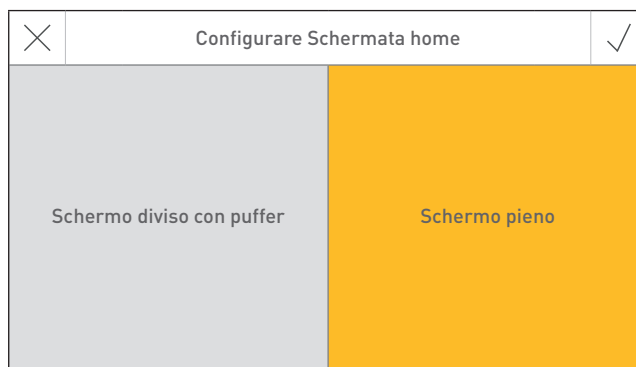 Configurare Schermata home
Schermo diviso con puffer
Schermo pieno